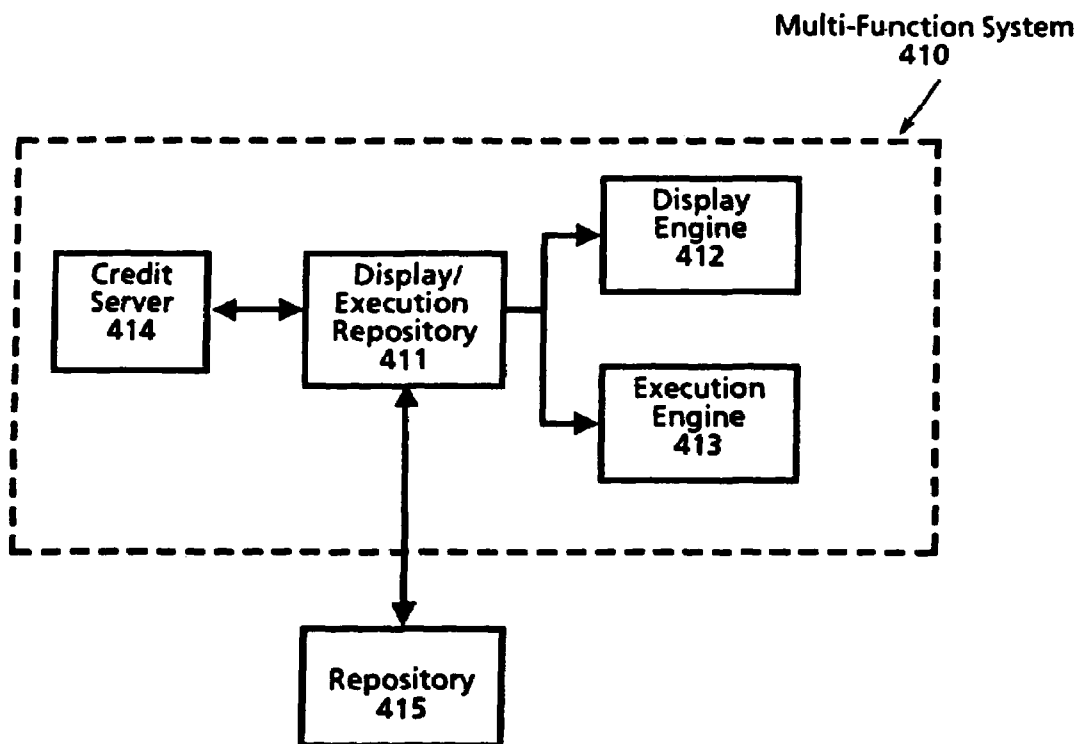 Multi-Function System
410
Display
Engine
412
Credit
Server
414
Display/
Execution
Repository
411
Execution
Engine
413
Repository
415